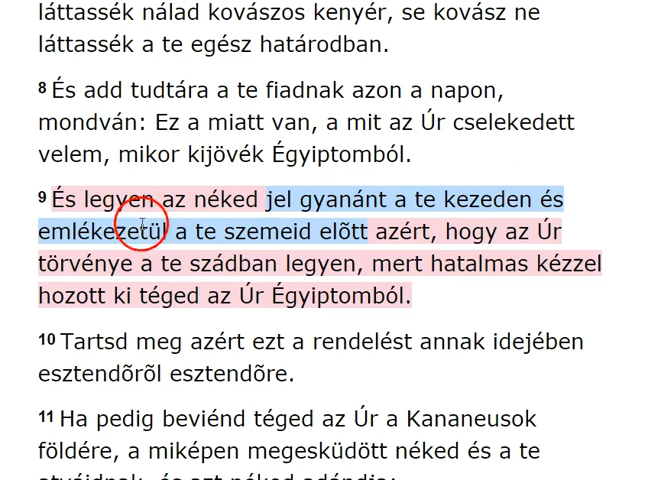 láttassék nálad kovászos kenyér, se kovász ne
láttassék a te egész határodban.
8 És add tudtára a te fiadnak azon a napon,
mondván: Ez a miatt van, a mit az Úr cselekedett
velem, mikor kijövék Égyiptomból.
9 És legyen az néked jel gyanánt a te kezeden és
emlékezetül a te szemeid elõtt azért, hogy az Úr
törvénye a te szádban legyen, mert hatalmas kézzel
hozott ki téged az Úr Égyiptomból.
10 Tartsd meg azért ezt a rendelést annak idejében
esztendõrõl esztendõre.
11 Ha pedig beviénd téged az Úr a Kananeusok
földére, a miképen megesküdött néked és a te